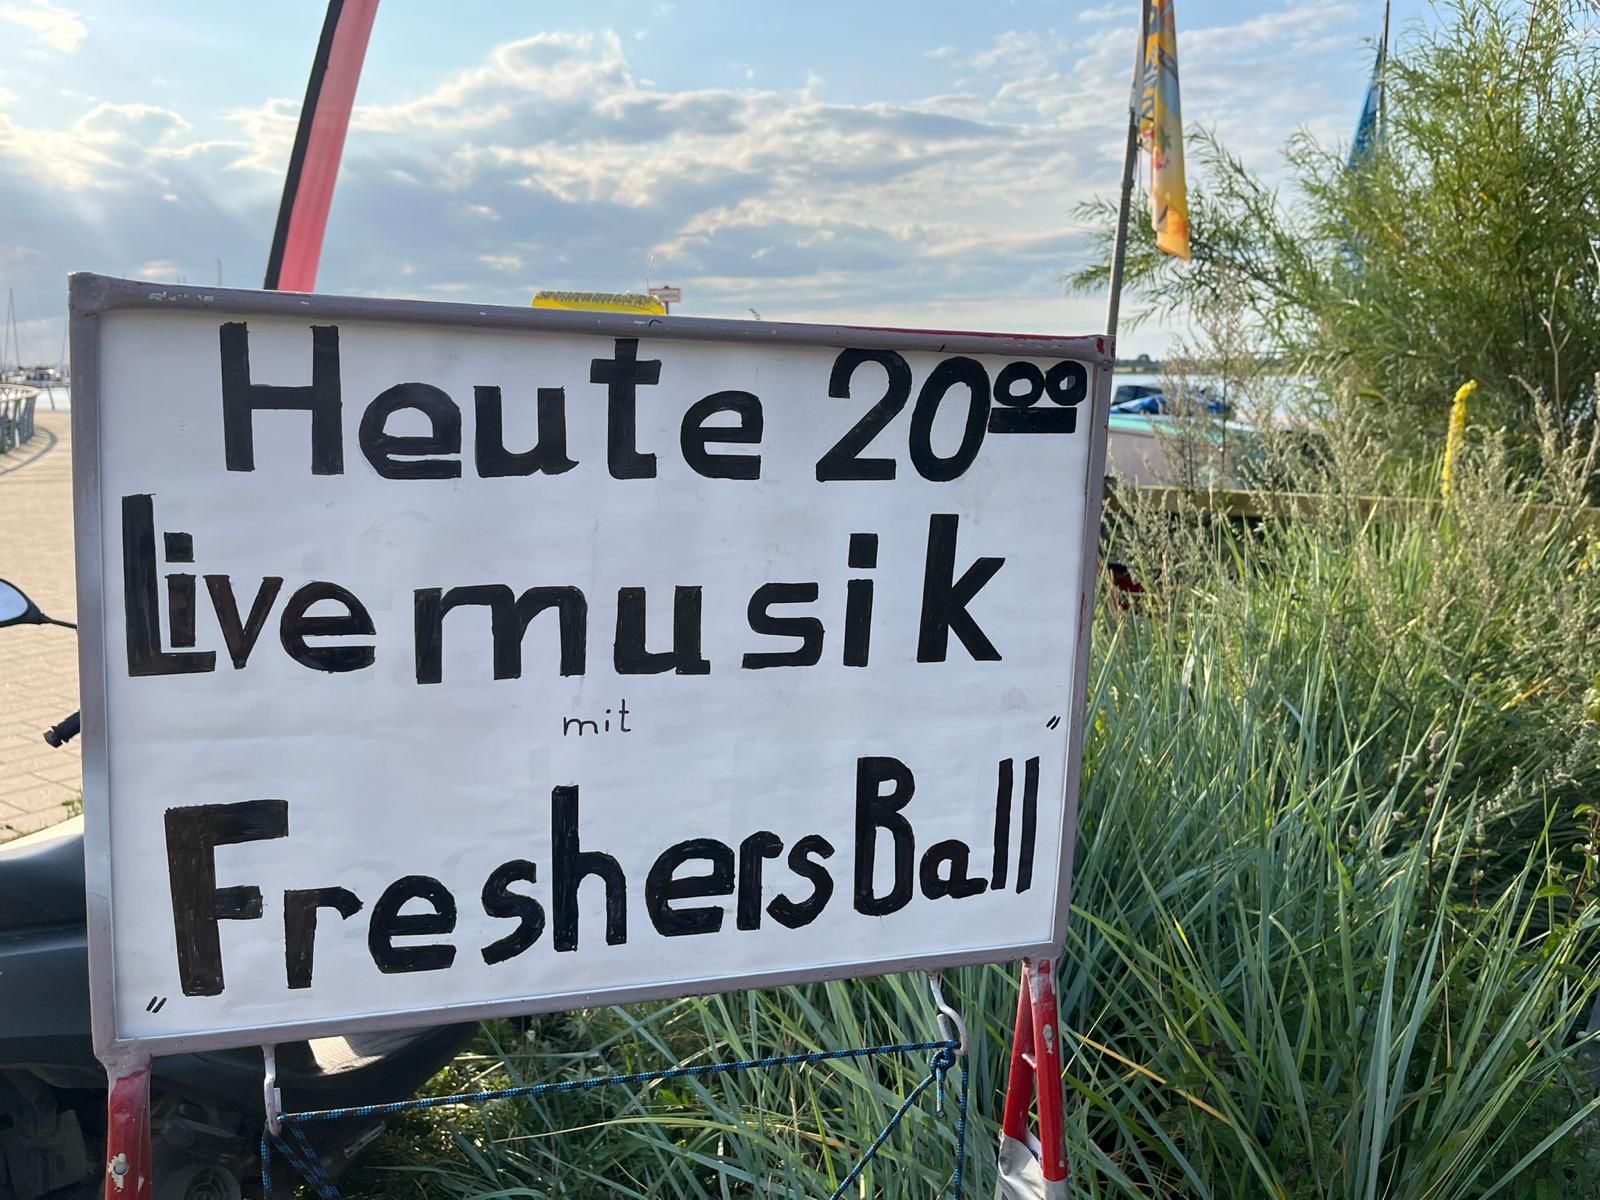 Heute 20⁰⁰
Livemusik
mit
„FreshersBall"